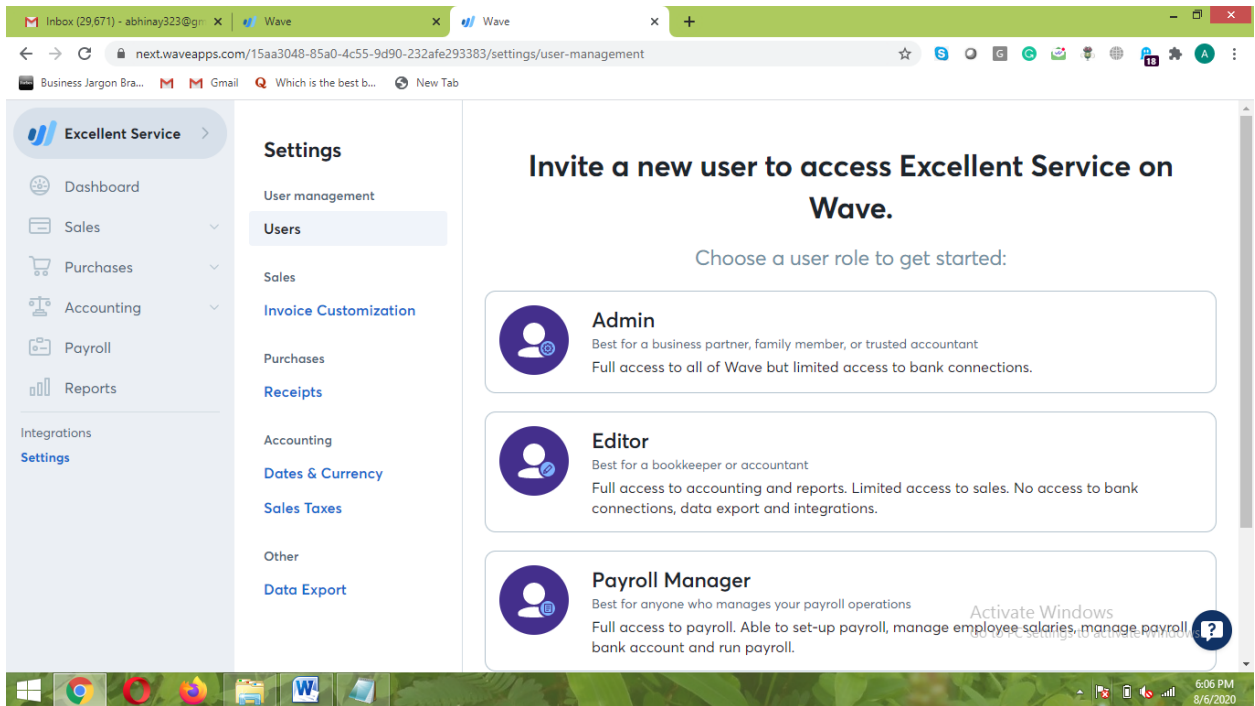 Inbox (29,671) - abhinay323@gm
Wave
Wave
next.waveapps.com/15aa3048-85a0-4c55-9d90-232afe293383/settings/user-management
18
A
Business Jargon Bra...
Gmail
Which is the best b...
New Tab
Excellent Service
Dashboard
Sales
Purchases
Accounting
Payroll
Reports
Integrations
Settings
Settings
User management
Users
Sales
Invoice Customization
Purchases
Receipts
Accounting
Dates & Currency
Sales Taxes
Other
Data Export
Invite a new user to access Excellent Service on
Wave.
Choose a user role to get started:
Admin
Best for a business partner, family member, or trusted accountant
Full access to all of Wave but limited access to bank connections.
Editor
Best for a bookkeeper or accountant
Full access to accounting and reports. Limited access to sales. No access to bank
connections, data export and integrations.
Payroll Manager
Best for anyone who manages your payroll operations
Full access to payroll. Able to set-up payroll, manage employee salaries, manage payroll
bank account and run payroll.
Activate Windows
Go to PC settings to activate Windows
6:06 PM
8/6/2020